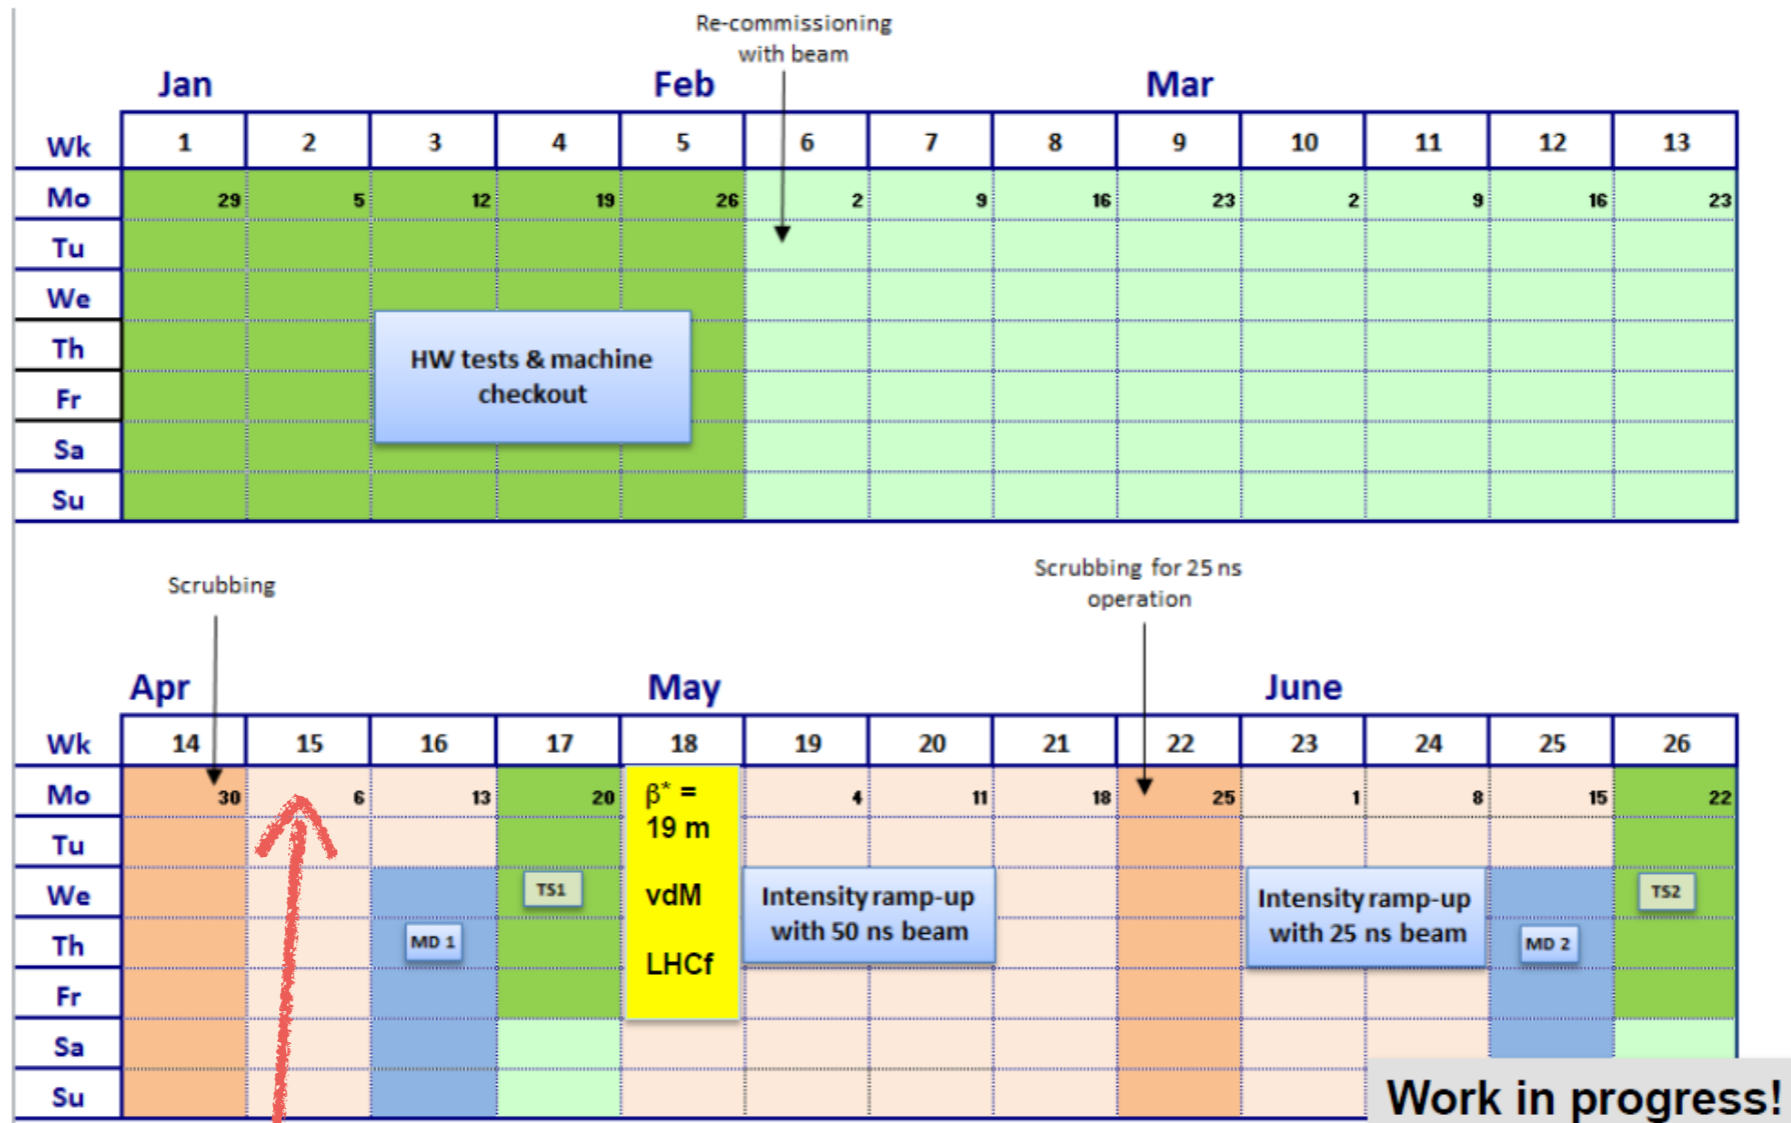 Re-commissioning
with beam
Jan Feb Mar
Wk 1 2 3 4 5 6 7 8 9 10 11 12 13
Mo 29 5 12 19 26 2 9 16 23 2 9 16 23
Tu
We
Th
HW tests & machine
checkout
Fr
Sa
Su
Scrubbing
Scrubbing for 25 ns
operation
Apr May June
Wk 14 15 16 17 18 19 20 21 22 23 24 25 26
Mo 30 6 13 20 β* = 4 11 18 25 1 8 15 22
19 m
Tu
We TS1 vdM Intensity ramp-up Intensity ramp-up TS2
with 50 ns beam with 25 ns beam
Th MD 1 LHCf MD 2
Fr
Sa
Su
Work in progress!